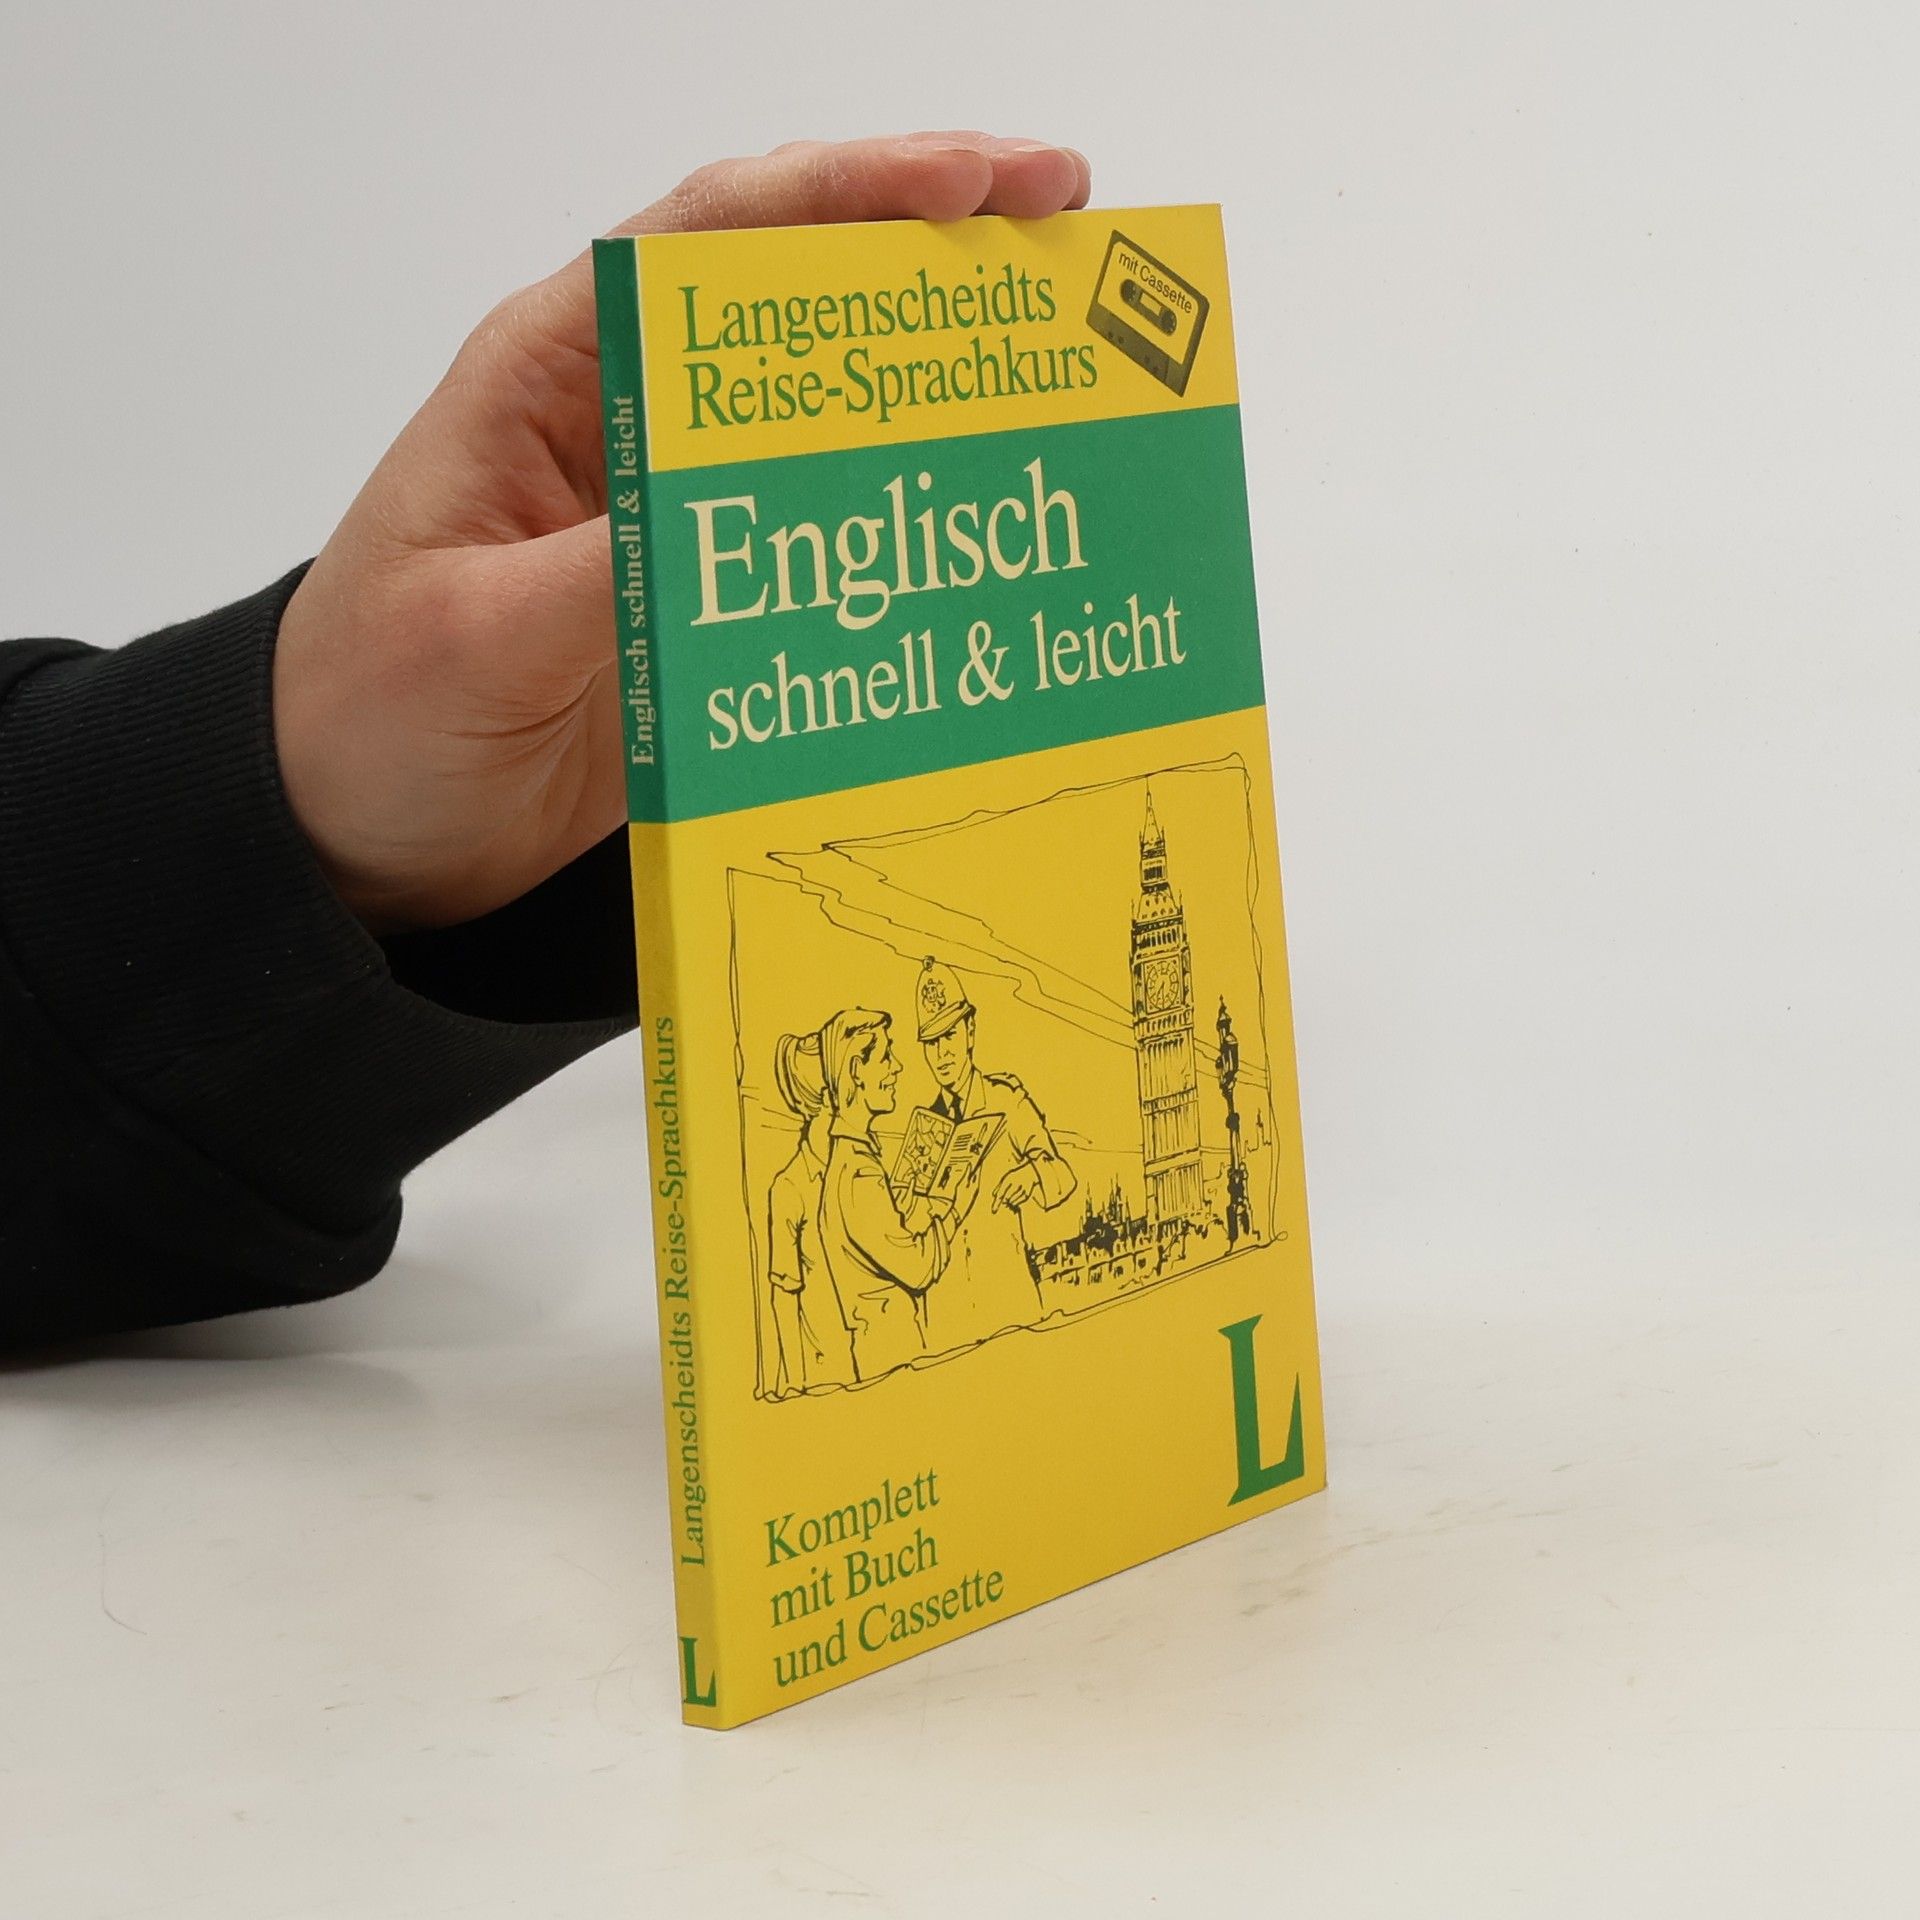 Langenscheidts
Reise-Sprachkurs
mit Cassette
Englisch
schnell & leicht
Komplett
mit Buch
und Cassette
L
Englisch schnell & leicht
Langenscheidts Reise-Sprachkurs
L